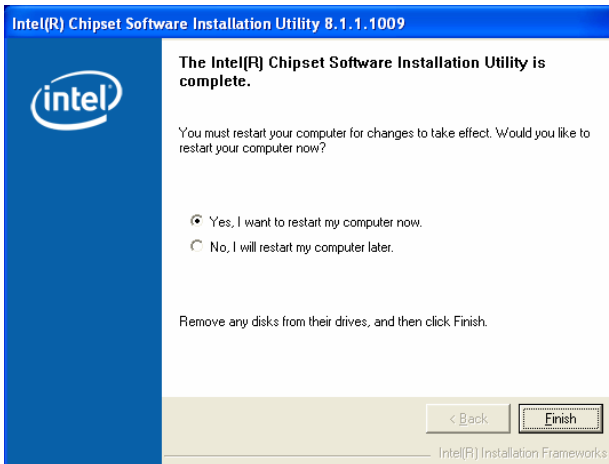 Intel(R) Chipset Software Installation Utility 8.1.1.1009
The Intel(R) Chipset Software Installation Utility is
complete.
intel
You must restart your computer for changes to take effect. Would you like to
restart your computer now?
Yes, I want to restart my computer now.
No, I will restart my computer later.
Remove any disks from their drives, and then click Finish.
< Back
Finish
Intel(R) Installation Frameworks